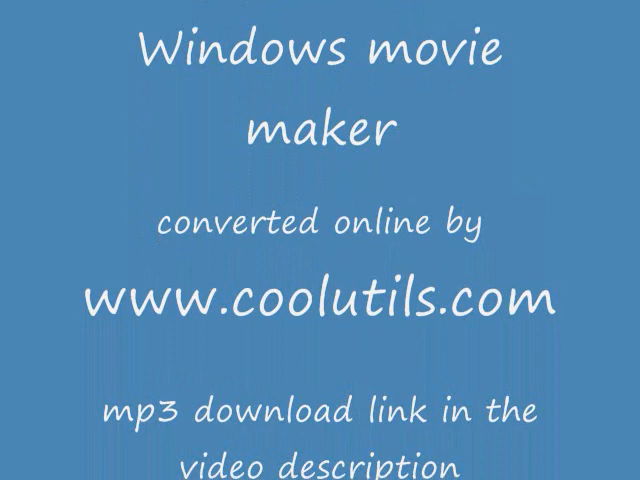 Windows movie
maker
converted online by
www.coolutils.com
mp3 download link in the
video description